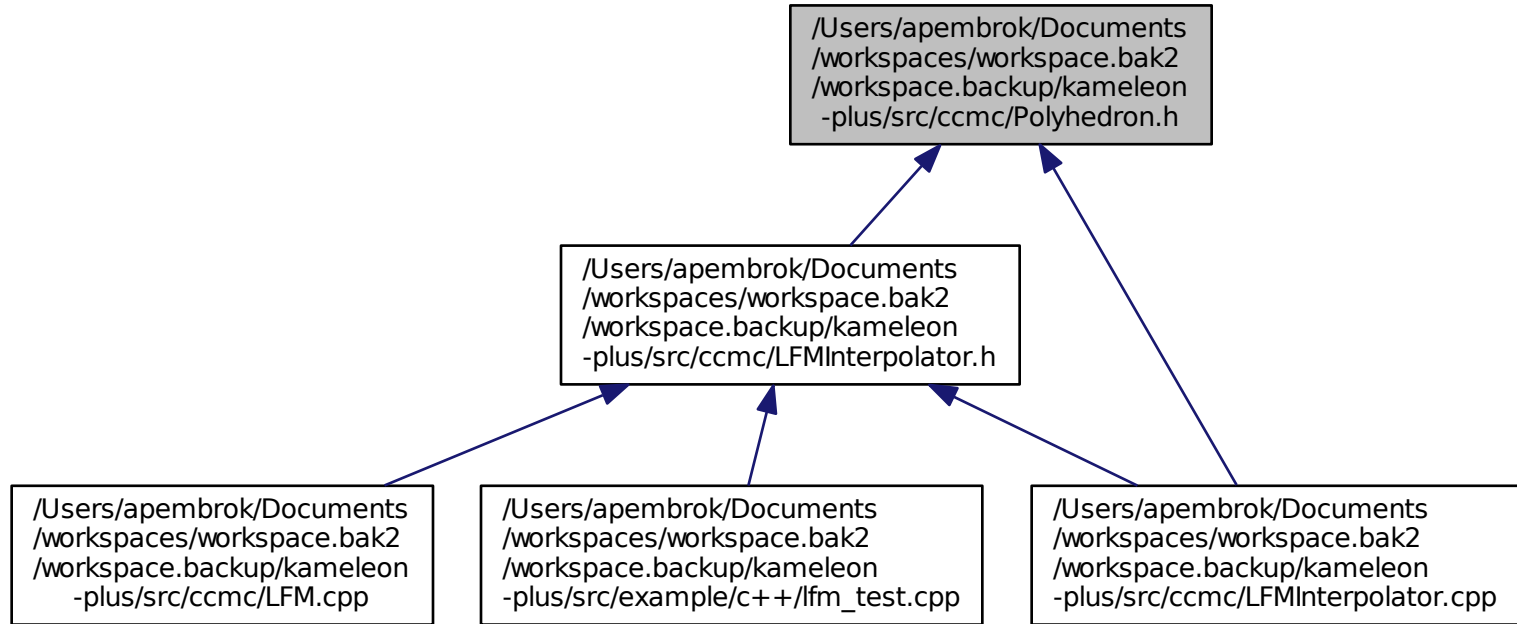 /Users/apembrok/Documents
/workspaces/workspace.bak2
/workspace.backup/kameleon
-plus/src/ccmc/Polyhedron.h
/Users/apembrok/Documents
/workspaces/workspace.bak2
/workspace.backup/kameleon
-plus/src/ccmc/LFMInterpolator.h
/Users/apembrok/Documents
/workspaces/workspace.bak2
/workspace.backup/kameleon
-plus/src/ccmc/LFM.cpp
/Users/apembrok/Documents
/workspaces/workspace.bak2
/workspace.backup/kameleon
-plus/src/example/c++/lfm_test.cpp
/Users/apembrok/Documents
/workspaces/workspace.bak2
/workspace.backup/kameleon
-plus/src/ccmc/LFMInterpolator.cpp